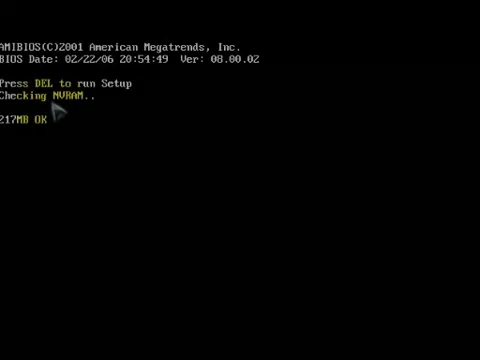 AMIBIOS(C)2001 American Megatrends, Inc.
BIOS Date: 02/22/06 20:54:49 Ver: 08.00.02
Press DEL to run Setup
Checking NVRAM..
217MB OK